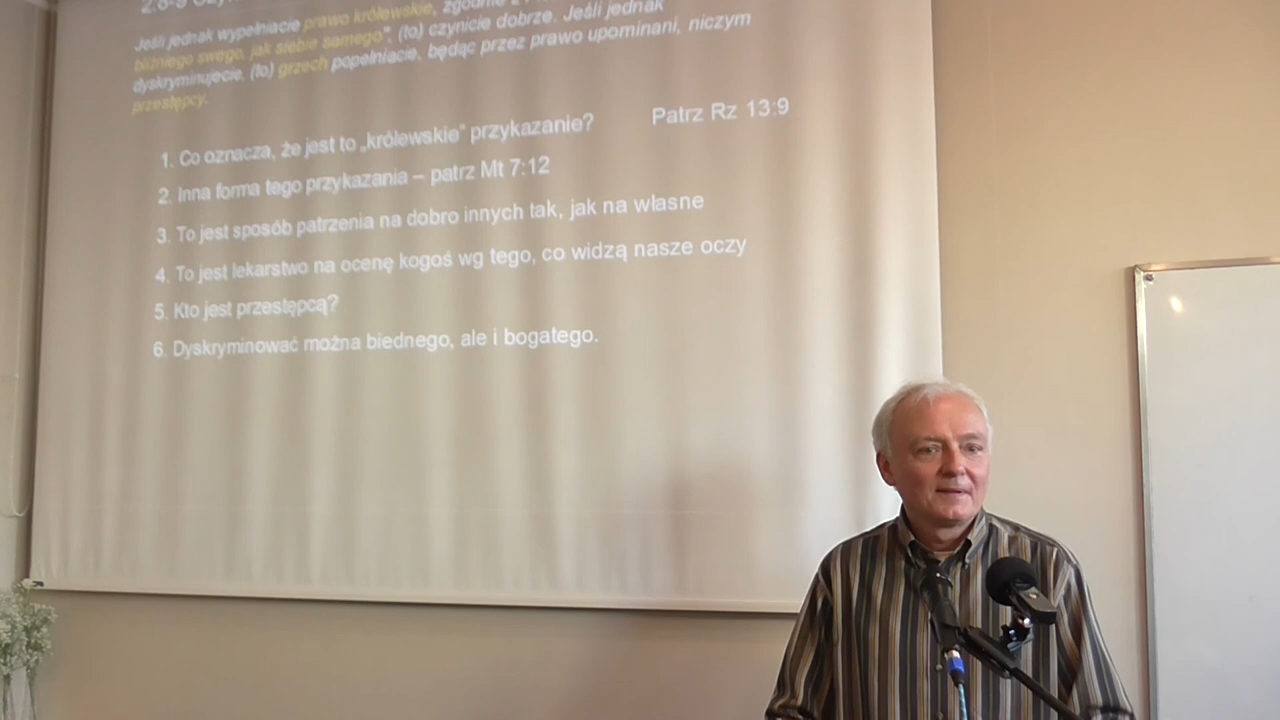 2:8-9
Jeśli jednak wypełniacie prawo królewskie, zgodnie z
bliźniego swego, jak siebie samego", (to) czynicie dobrze. Jeśli jednak
dyskryminujecie, (to) grzech popełniacie, będąc przez prawo upominani, niczym
przestępcy.
1. Co oznacza, że jest to „królewskie” przykazanie? Patrz Rz 13:9
2. Inna forma tego przykazania – patrz Mt 7:12
3. To jest sposób patrzenia na dobro innych tak, jak na własne
4. To jest lekarstwo na ocenę kogoś wg tego, co widzą nasze oczy
5. Kto jest przestępcą?
6. Dyskryminować można biednego, ale i bogatego.